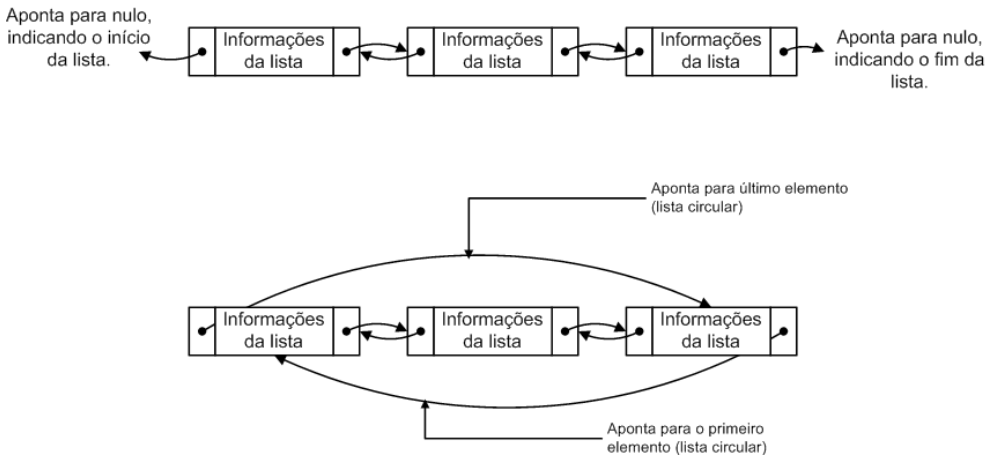 Aponta para nulo,
indicando o início
da lista.
Informações
da lista
Informações
da lista
Informações
da lista
Aponta para nulo,
indicando o fim da
lista.
Aponta para último elemento
(lista circular)
Informações
da lista
Informações
da lista
Informações
da lista
Aponta para o primeiro
elemento (lista circular)